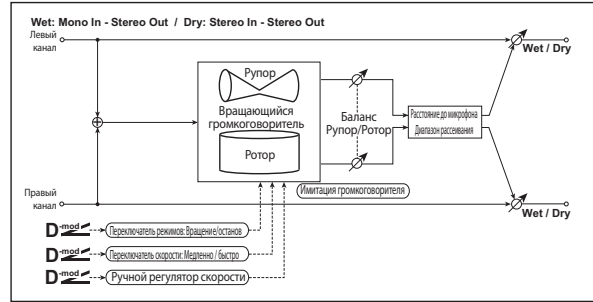 Wet: Mono In - Stereo Out / Dry: Stereo In - Stereo Out
Левый
канал
Wet / Dry
Рупор
Вращающийся
громкоговоритель
Ротор
Баланс
Рупор/Ротор
Расстояние до микрофона
Диапазон рассеивания
Имитация громкоговорителя
Правый
канал
Wet / Dry
D-mod
Переключатель режимов: Вращение/останов
D-mod
Переключатель скорости: Медленно / быстро
D-mod
Ручной регулятор скорости